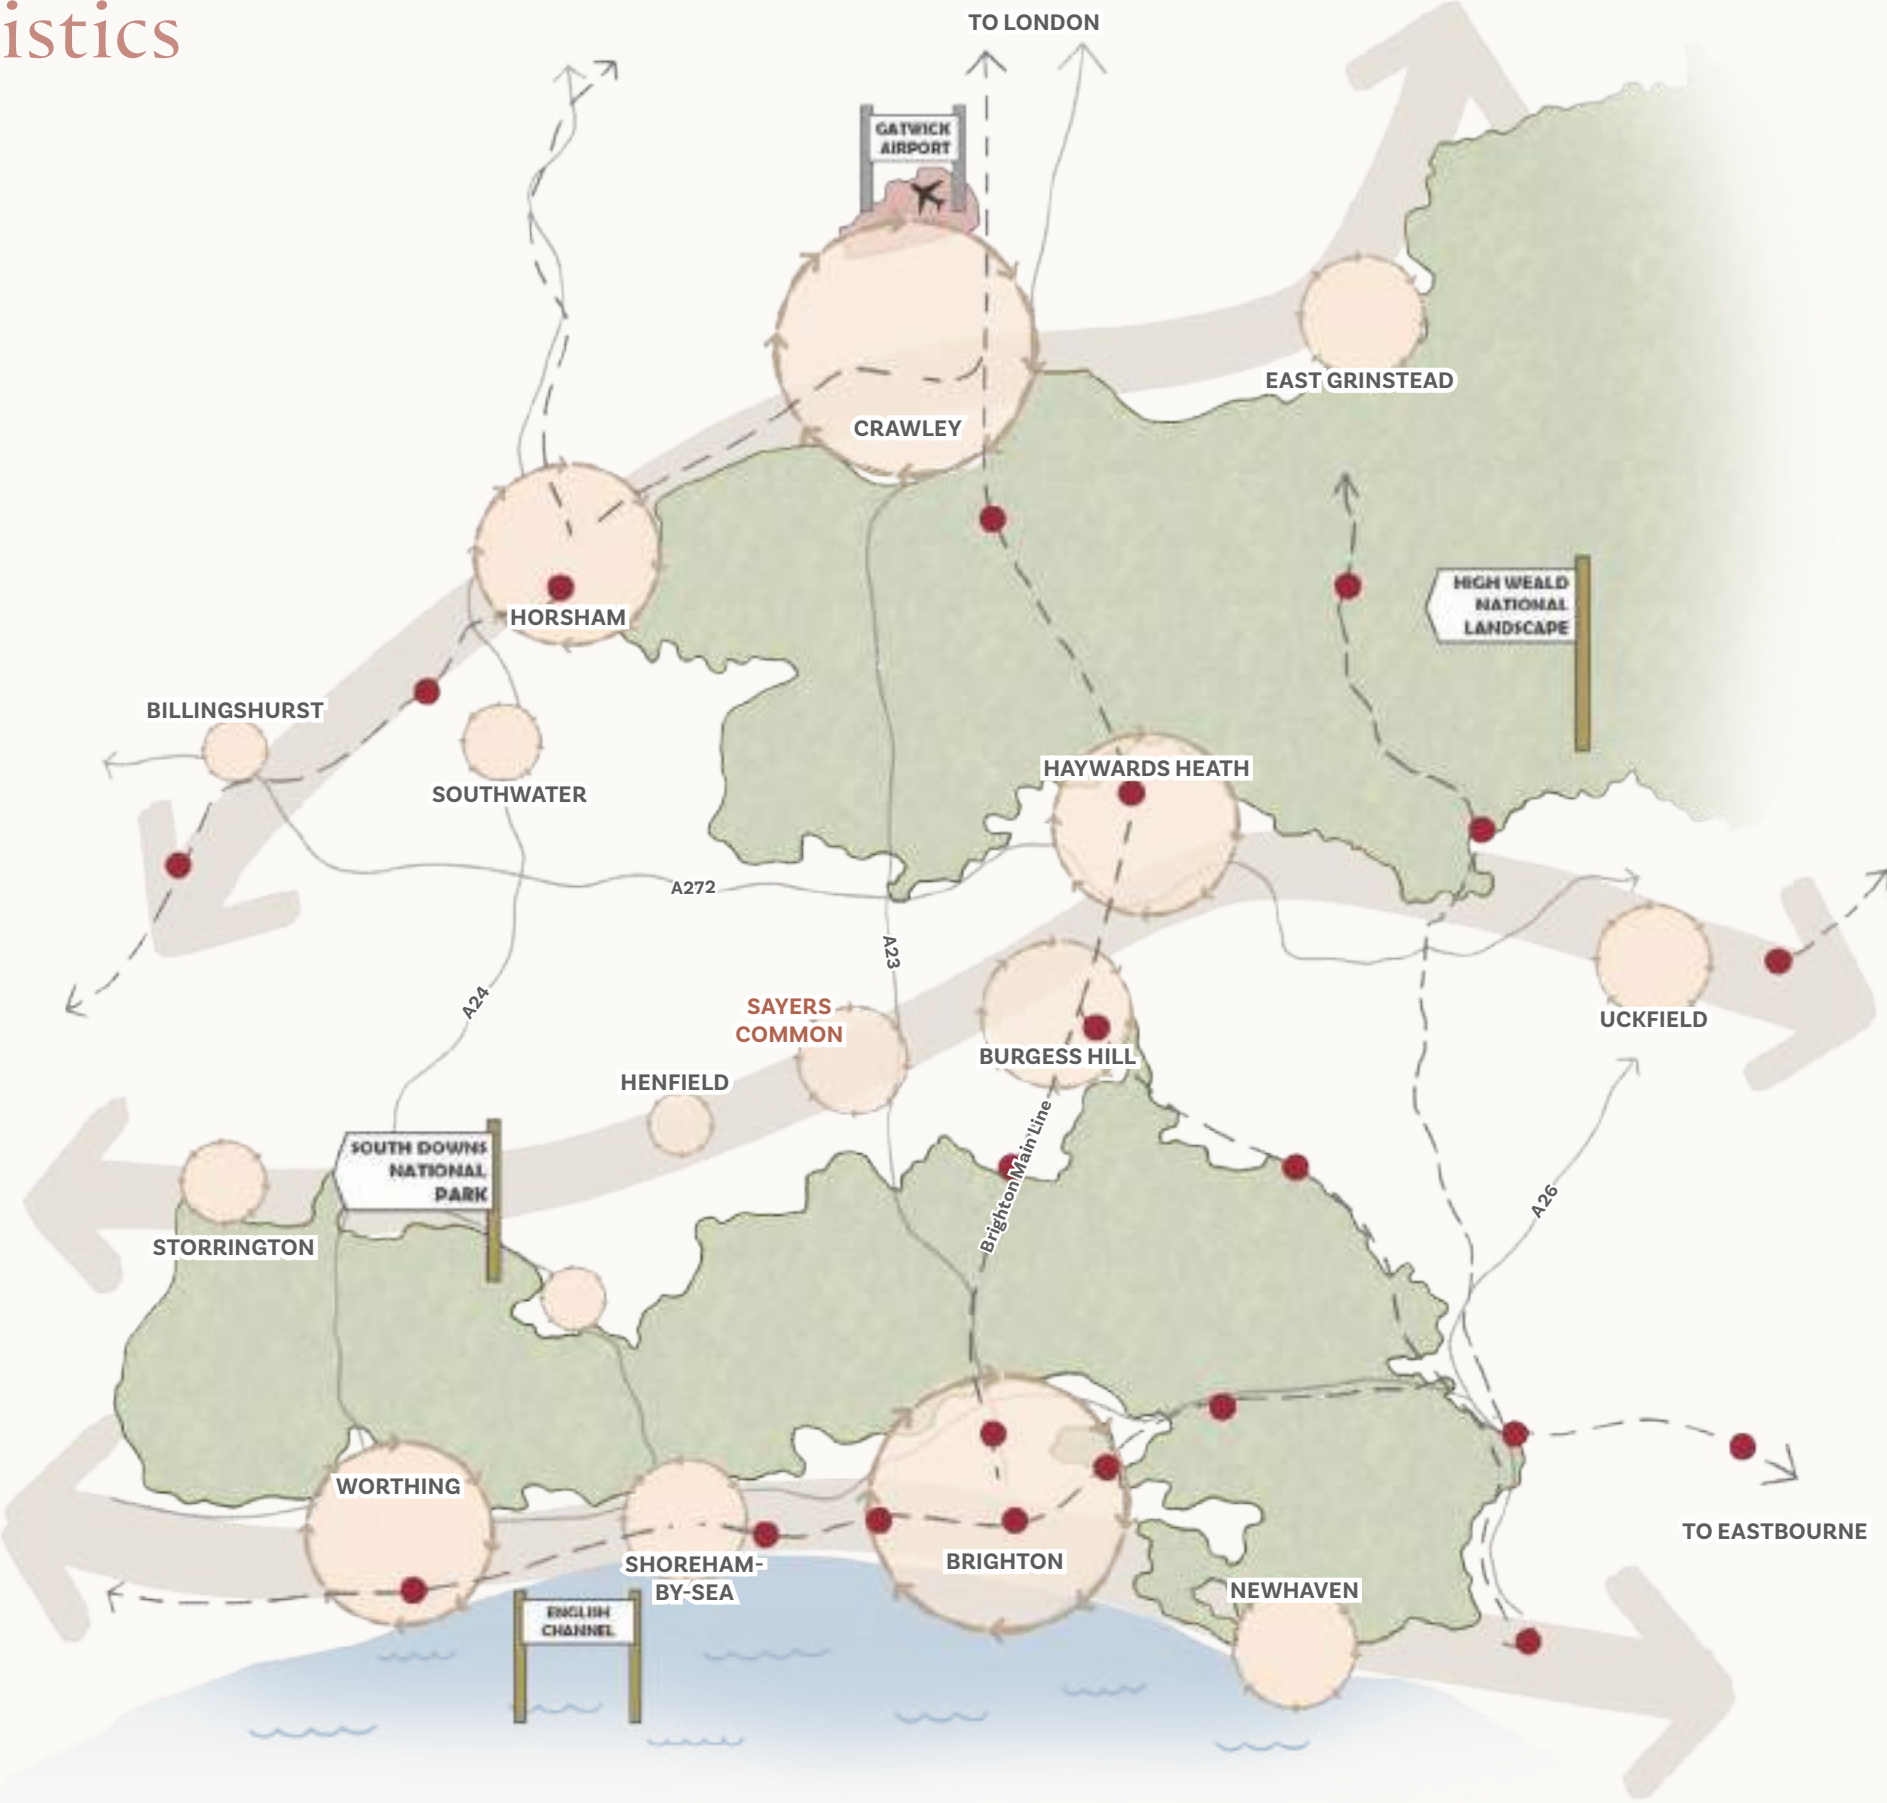 istics
TO LONDON
GATWICK
AIRPORT
EAST GRINSTEAD
CRAWLEY
HORSHAM
HIGH WEALD
NATIONAL
LANDSCAPE
BILLINGSHURST
SOUTHWATER
HAYWARDS HEATH
A272
A23
A24
SAYERS
COMMON
UCKFIELD
BURGESS HILL
HENFIELD
Brighton Main Line
SOUTH DOWNS
NATIONAL
PARK
A26
STORRINGTON
WORTHING
TO EASTBOURNE
SHOREHAM-
BY-SEA
BRIGHTON
NEWHAVEN
ENGLISH
CHANNEL